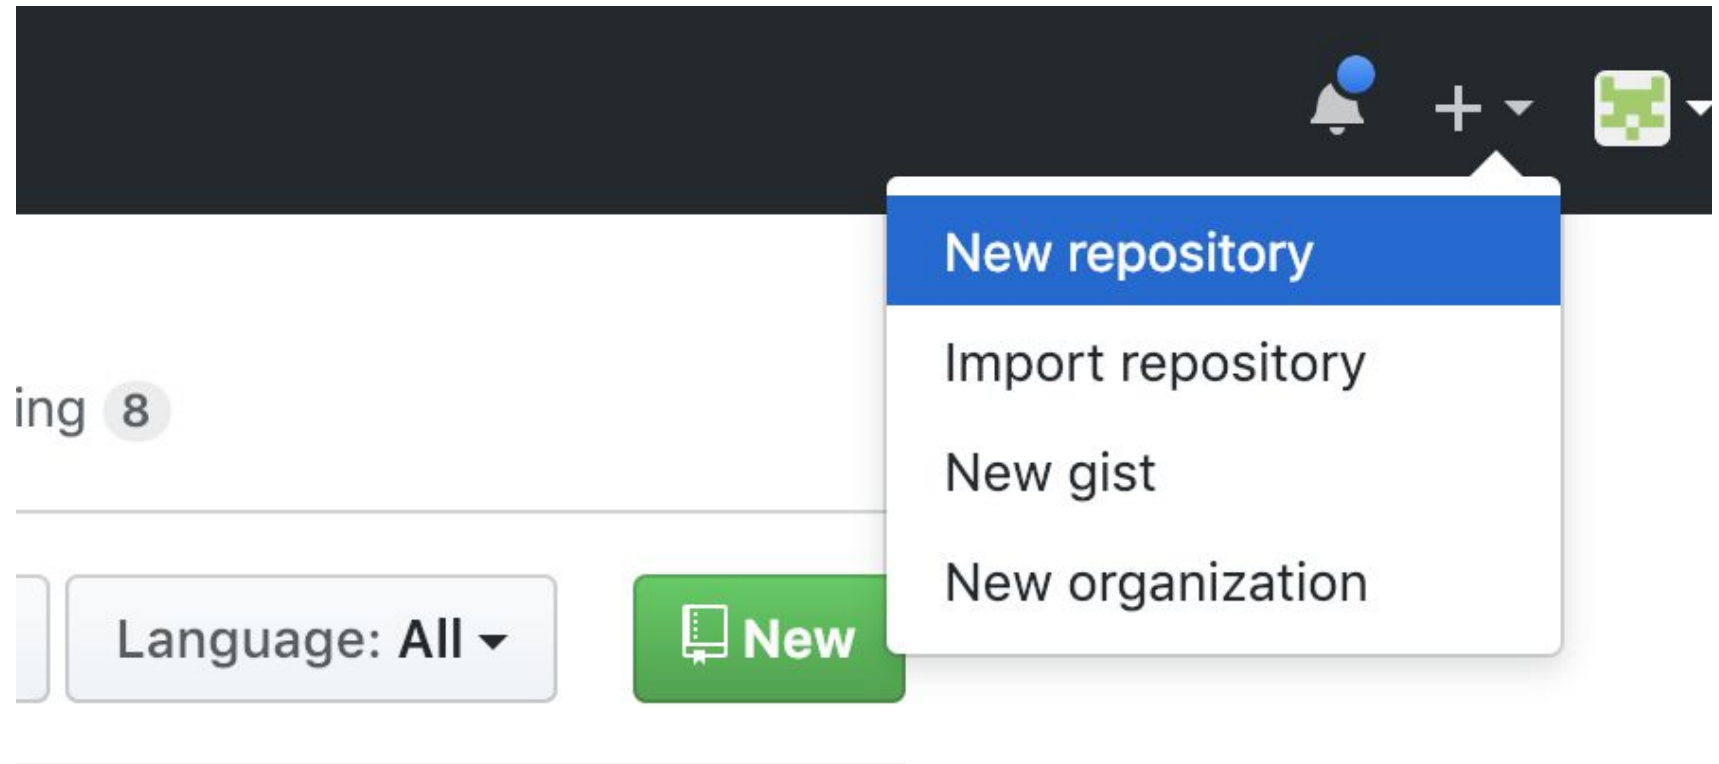 New repository
Import repository
ing 8
New gist
New organization
Language: All
New